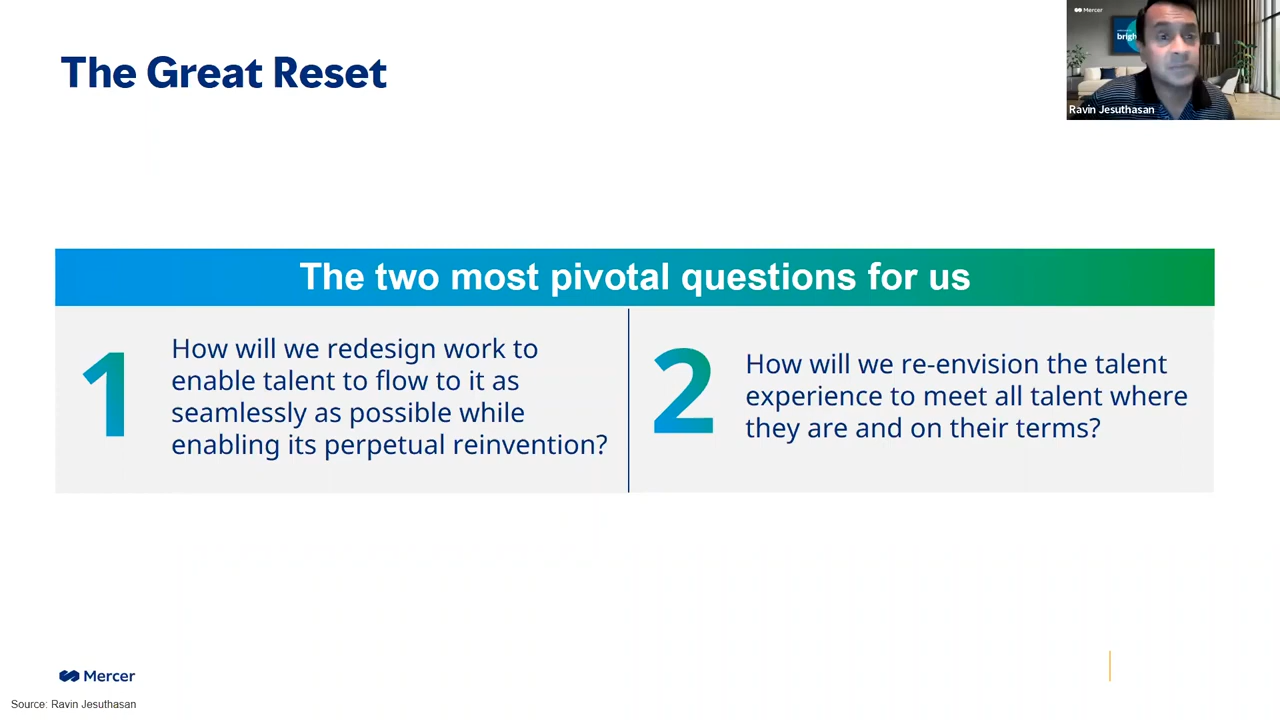 The Great Reset
Mercer
brigh
Ravin Jesuthasan
The two most pivotal questions for us
1
How will we redesign work to
enable talent to flow to it as
seamlessly as possible while
enabling its perpetual reinvention?
2
How will we re-envision the talent
experience to meet all talent where
they are and on their terms?
Mercer
Source: Ravin Jesuthasan